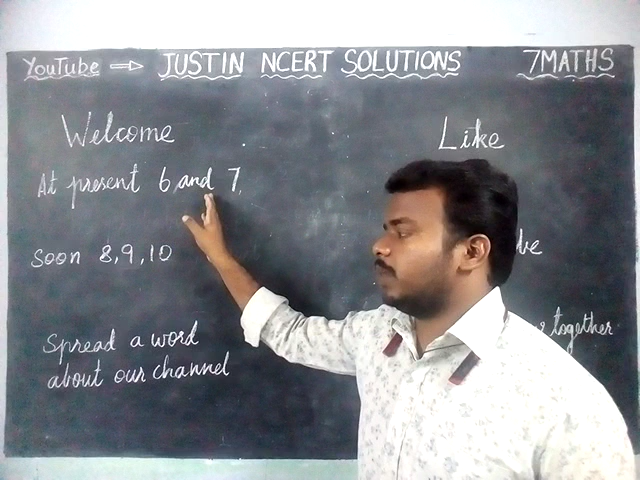 YouTube → JUSTIN NCERT SOLUTIONS 7MATHS
Welcome
At present 6 and 7,
Soon 8,9,10
Spread a word
about our channel
Like
together